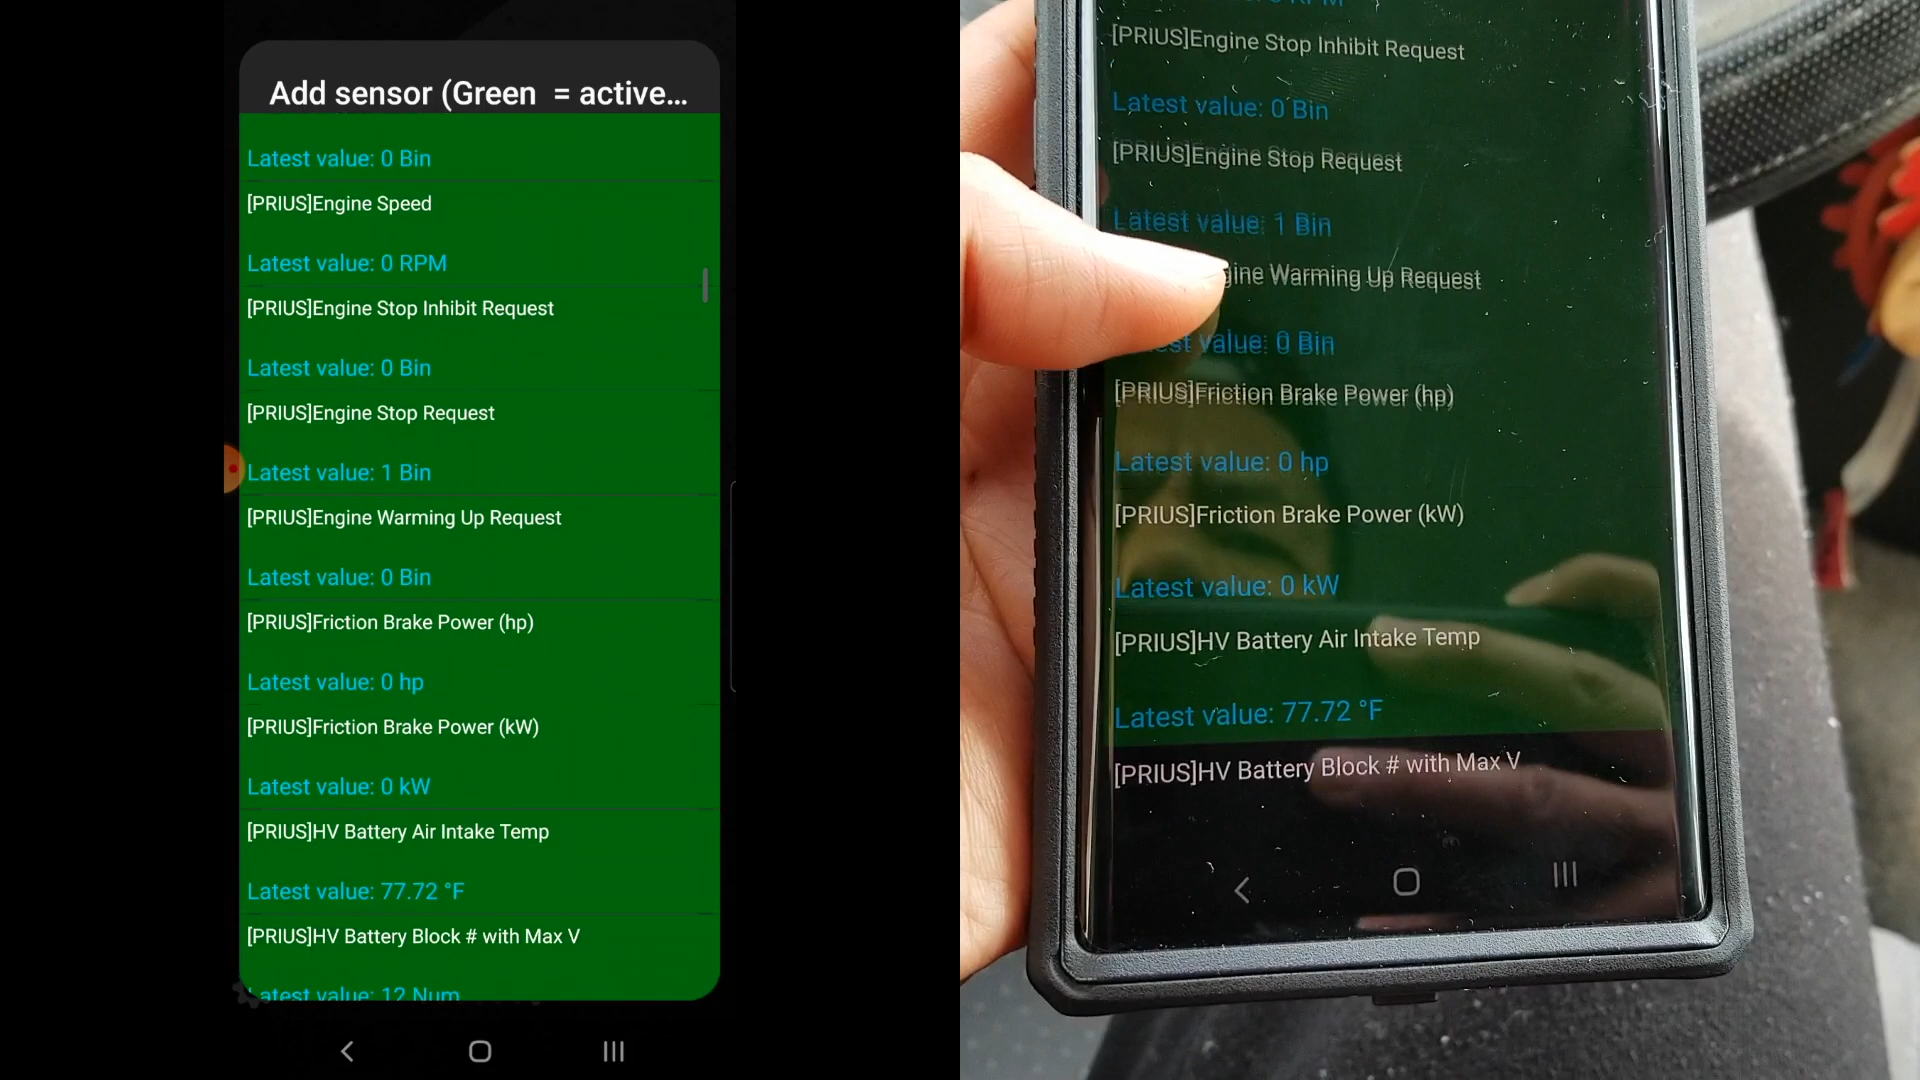 Add sensor (Green  = active...
Latest value: 0 Bin
[PRIUS]Engine Speed
Latest value: 0 RPM
[PRIUS]Engine Stop Inhibit Request
Latest value: 0 Bin
[PRIUS]Engine Stop Request
Latest value: 1 Bin
[PRIUS]Engine Warming Up Request
Latest value: 0 Bin
[PRIUS]Friction Brake Power (hp)
Latest value: 0 hp
[PRIUS]Friction Brake Power (kW)
Latest value: 0 kW
[PRIUS]HV Battery Air Intake Temp
Latest value: 77.72 °F
[PRIUS]HV Battery Block # with Max V
Latest value: 12 Num
RPM
[PRIUS]Engine Stop Inhibit Request
Latest value: 0 Bin
[PRIUS]Engine Stop Request
Latest value: 1 Bin
Warming Up Request
value: 0 Bin
[PRIUS]Friction Brake Power (hp)
Latest value: 0 hp
[PRIUS]Friction Brake Power (kW)
Latest value: 0 kW
[PRIUS]HV Battery Air Intake Temp
Latest value: 77.72 °F
[PRIUS]HV Battery Block # with Max V